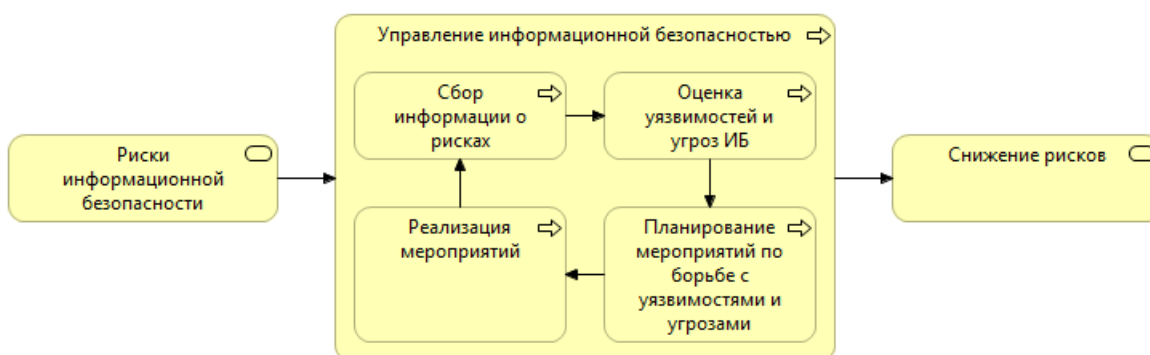 Управление информационной безопасностью
Сбор
информации о
рисках
Оценка
уязвимостей и
угроз ИБ
Риски
информационной
безопасности
Снижение рисков
Реализация
мероприятий
Планирование
мероприятий по
борьбе с
уязвимостями и
угрозами